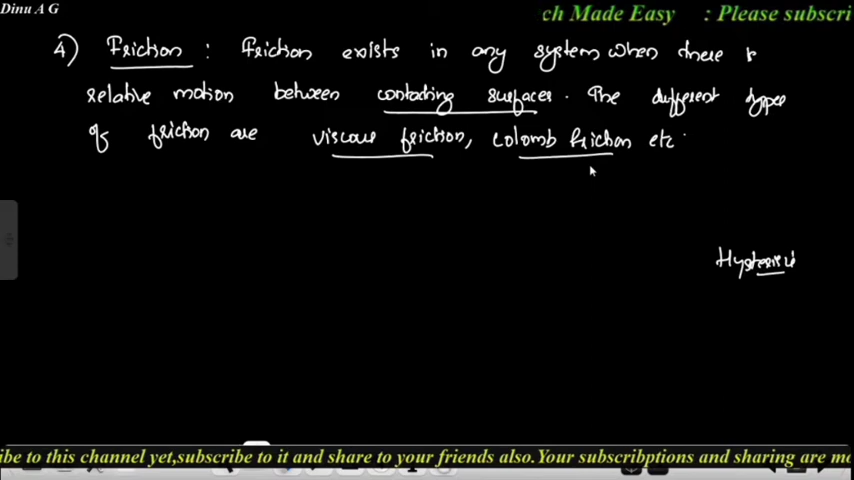 Dinu A G
ch Made Easy : Please subscri
4) Friction : Friction exists in any system when there is
relative motion between contacting surfaces. The different types
of friction are viscous friction, colomb friction etc.
Hysteresis
be to this channel yet,subscribe to it and share to your friends also.Your subscribptions and sharing are mo